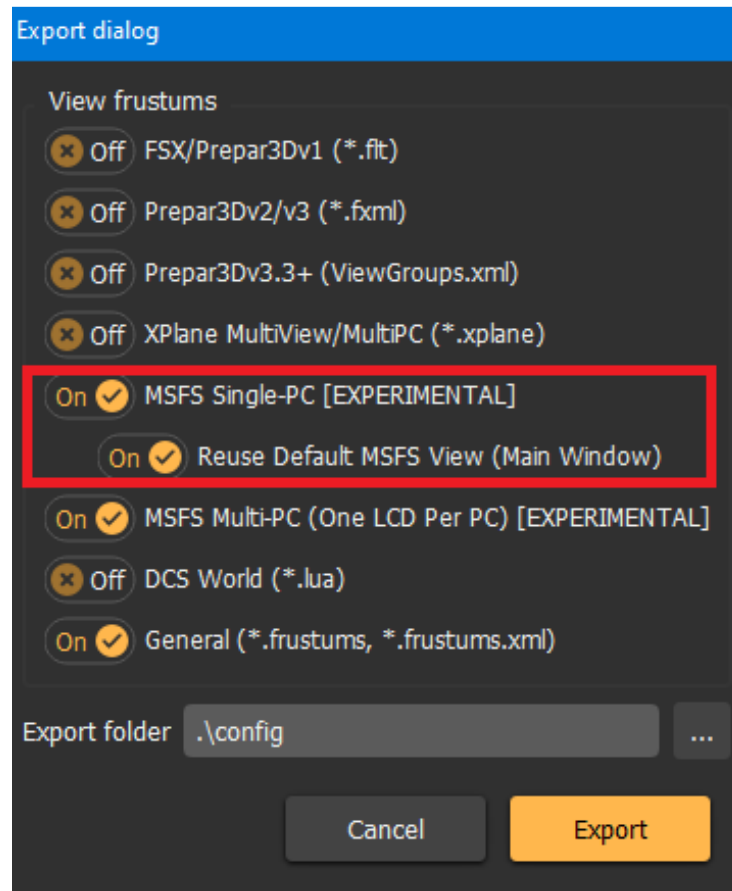 Export dialog
View frustums
Off FSX/Prepar3Dv1 (*.flt)
Off Prepar3Dv2/v3 (*.fxml)
Off Prepar3Dv3.3+ (ViewGroups.xml)
Off XPlane MultiView/MultiPC (*.xplane)
On MSFS Single-PC [EXPERIMENTAL]
On Reuse Default MSFS View (Main Window)
On MSFS Multi-PC (One LCD Per PC) [EXPERIMENTAL]
Off DCS World (*.lua)
On General (*.frustums, *.frustums.xml)
Export folder .\config ...
Cancel Export